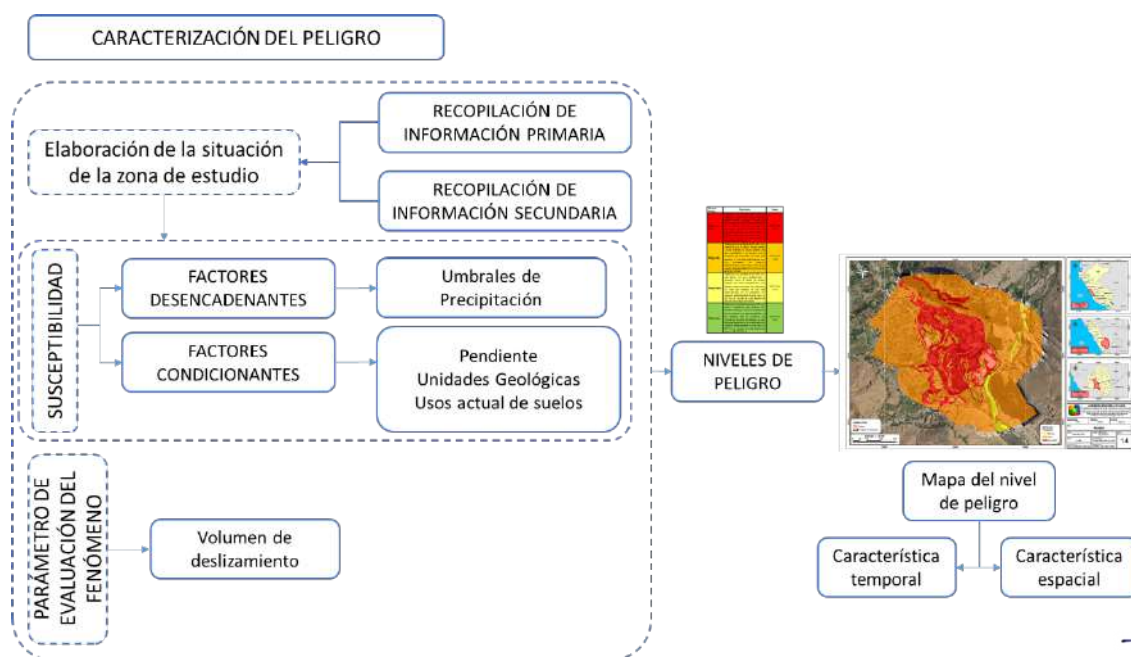 CARACTERIZACIÓN DEL PELIGRO
RECOPILACIÓN DE
INFORMACIÓN PRIMARIA
Elaboración de la situación
de la zona de estudio
RECOPILACIÓN DE
INFORMACIÓN SECUNDARIA
SUSCEPTIBILIDAD
FACTORES
DESENCADENANTES
Umbrales de
Precipitación
FACTORES
CONDICIONANTES
Pendiente
Unidades Geológicas
Usos actual de suelos
PARÁMETRO DE
EVALUACIÓN DEL
FENÓMENO
Volumen de
deslizamiento
NIVELES DE
PELIGRO
14
Mapa del nivel
de peligro
Característica
temporal
Característica
espacial